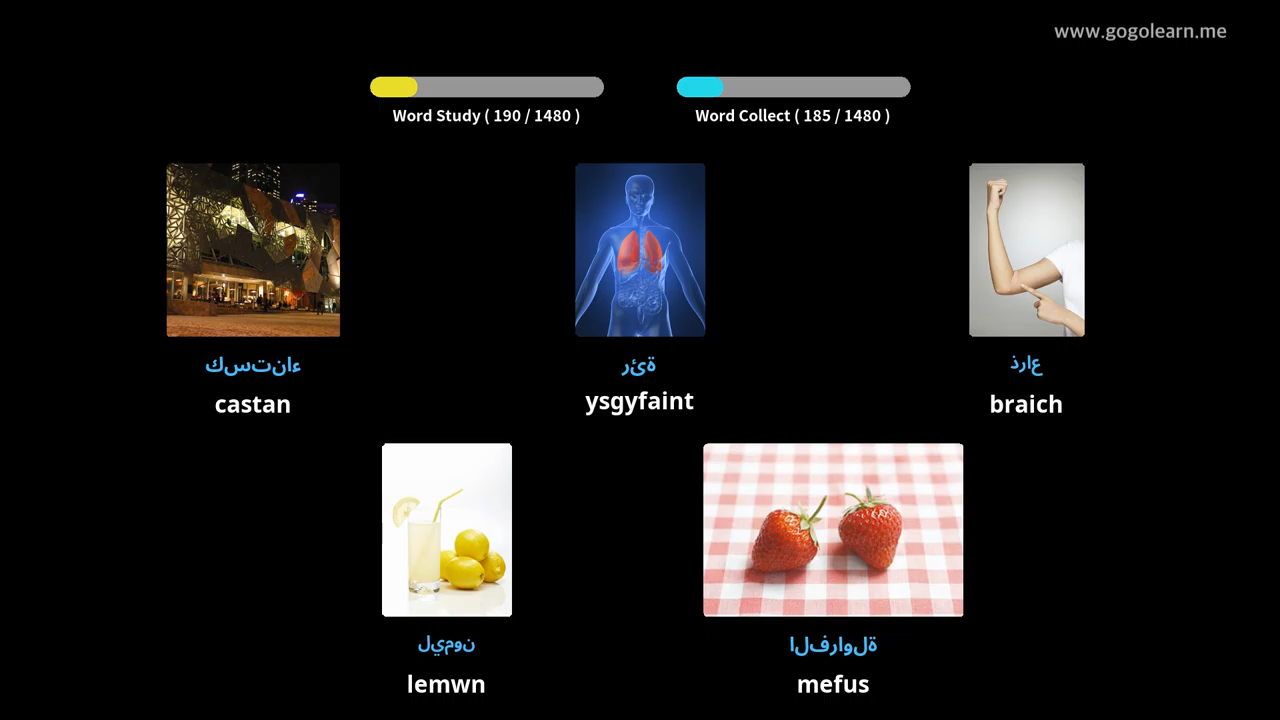 www.gogolearn.me
Word Study ( 190 / 1480 )
Word Collect ( 185 / 1480 )
كستناء
رئة
ذراع
castan
ysgyfaint
braich
ليمون
الفراولة
lemwn
mefus